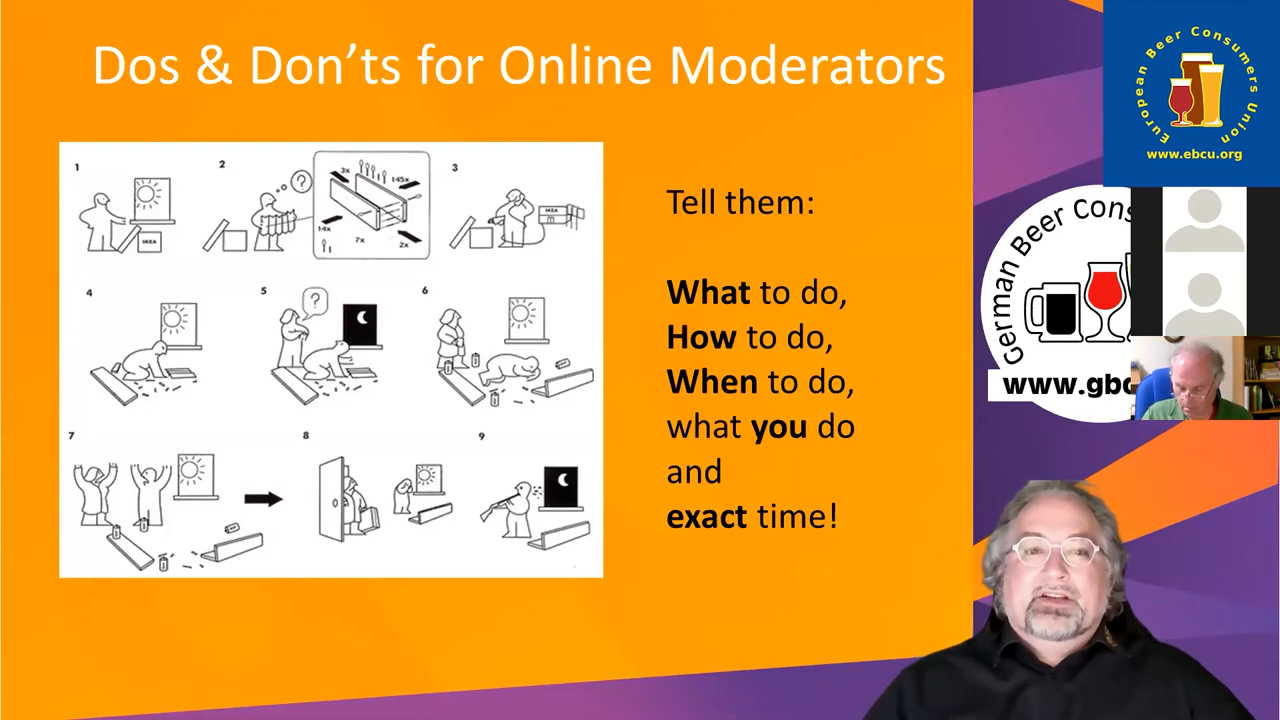 Dos & Don'ts for Online Moderators
1
2
3
?
3x
145x
14x
7x
2x
IKEA
IKEA
4
5
6
?
7
8
9
Tell them:
What to do,
How to do,
When to do,
what you do
and
exact time!
European Beer Consumers Union
www.ebcu.org
German Beer Cons
www.gbc